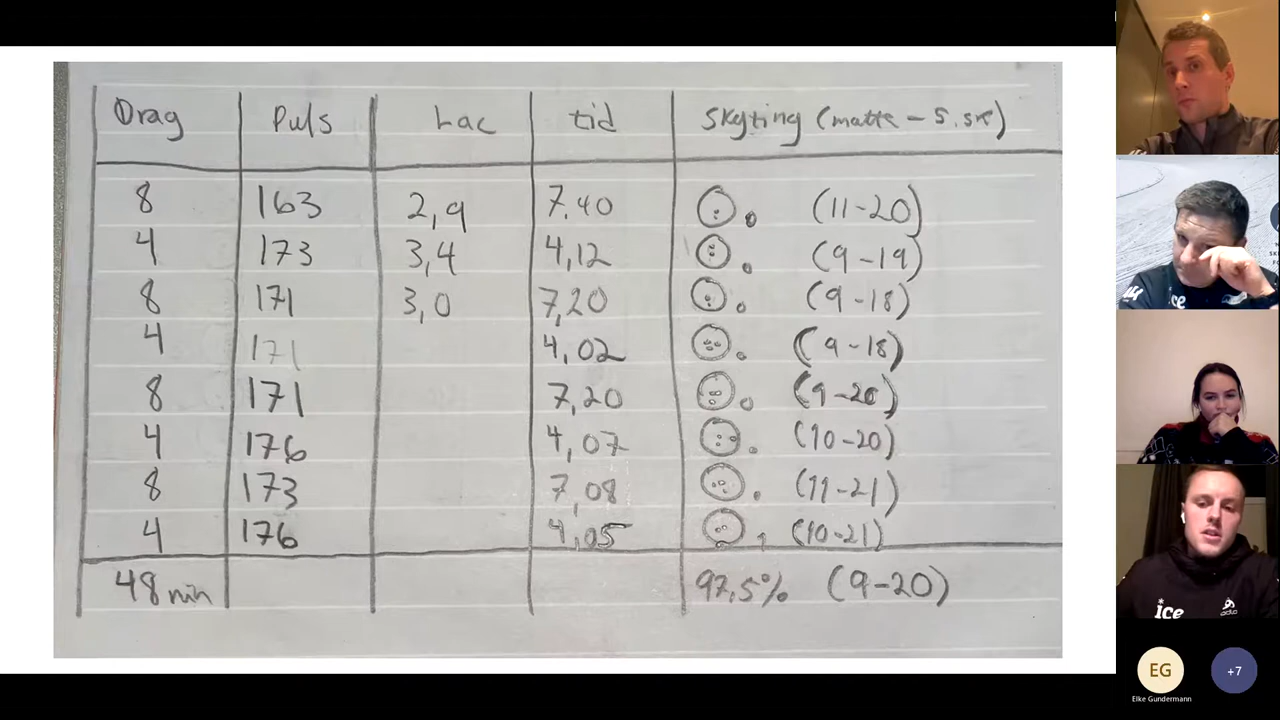 Drag Puls Lac tid Skyting (matte - 5.sk)
8 163 2,9 7,40 (11-20)
4 173 3,4 4,12 (9-19)
8 171 3,0 7,20 (9-18)
4 171 4,02 (9-18)
8 171 7,20 (9-20)
4 176 4,07 (10-20)
8 173 7,08 (11-21)
4 176 4,05 1 (10-21)
48 min 97,5% (9-20)
ice
ice
EG
+7
Elke Gundermann